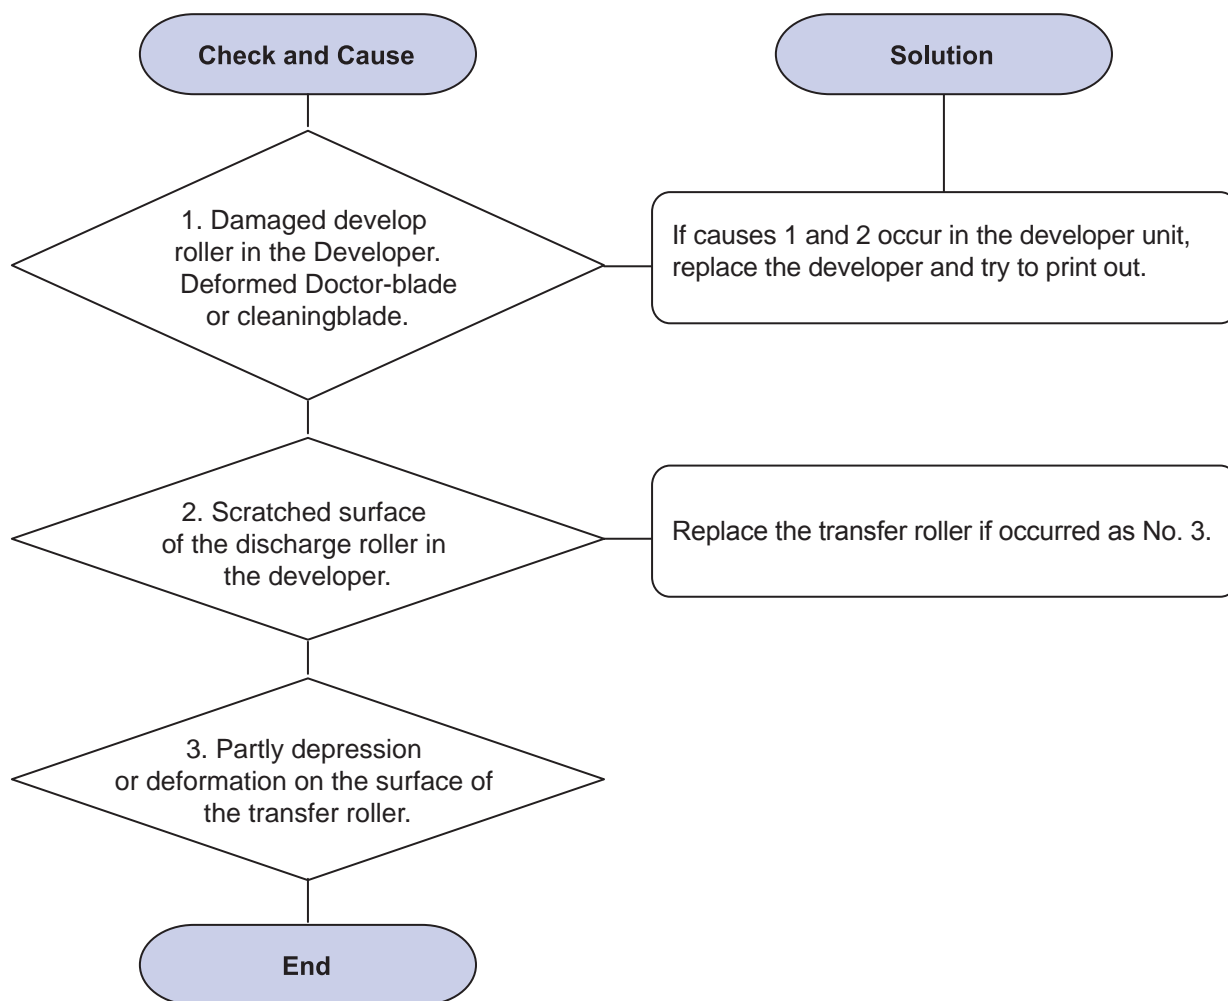 Check and Cause
Solution
1. Damaged develop
roller in the Developer.
Deformed Doctor-blade
or cleaningblade.
If causes 1 and 2 occur in the developer unit,
replace the developer and try to print out.
2. Scratched surface
of the discharge roller in
the developer.
Replace the transfer roller if occurred as No. 3.
3. Partly depression
or deformation on the surface of
the transfer roller.
End